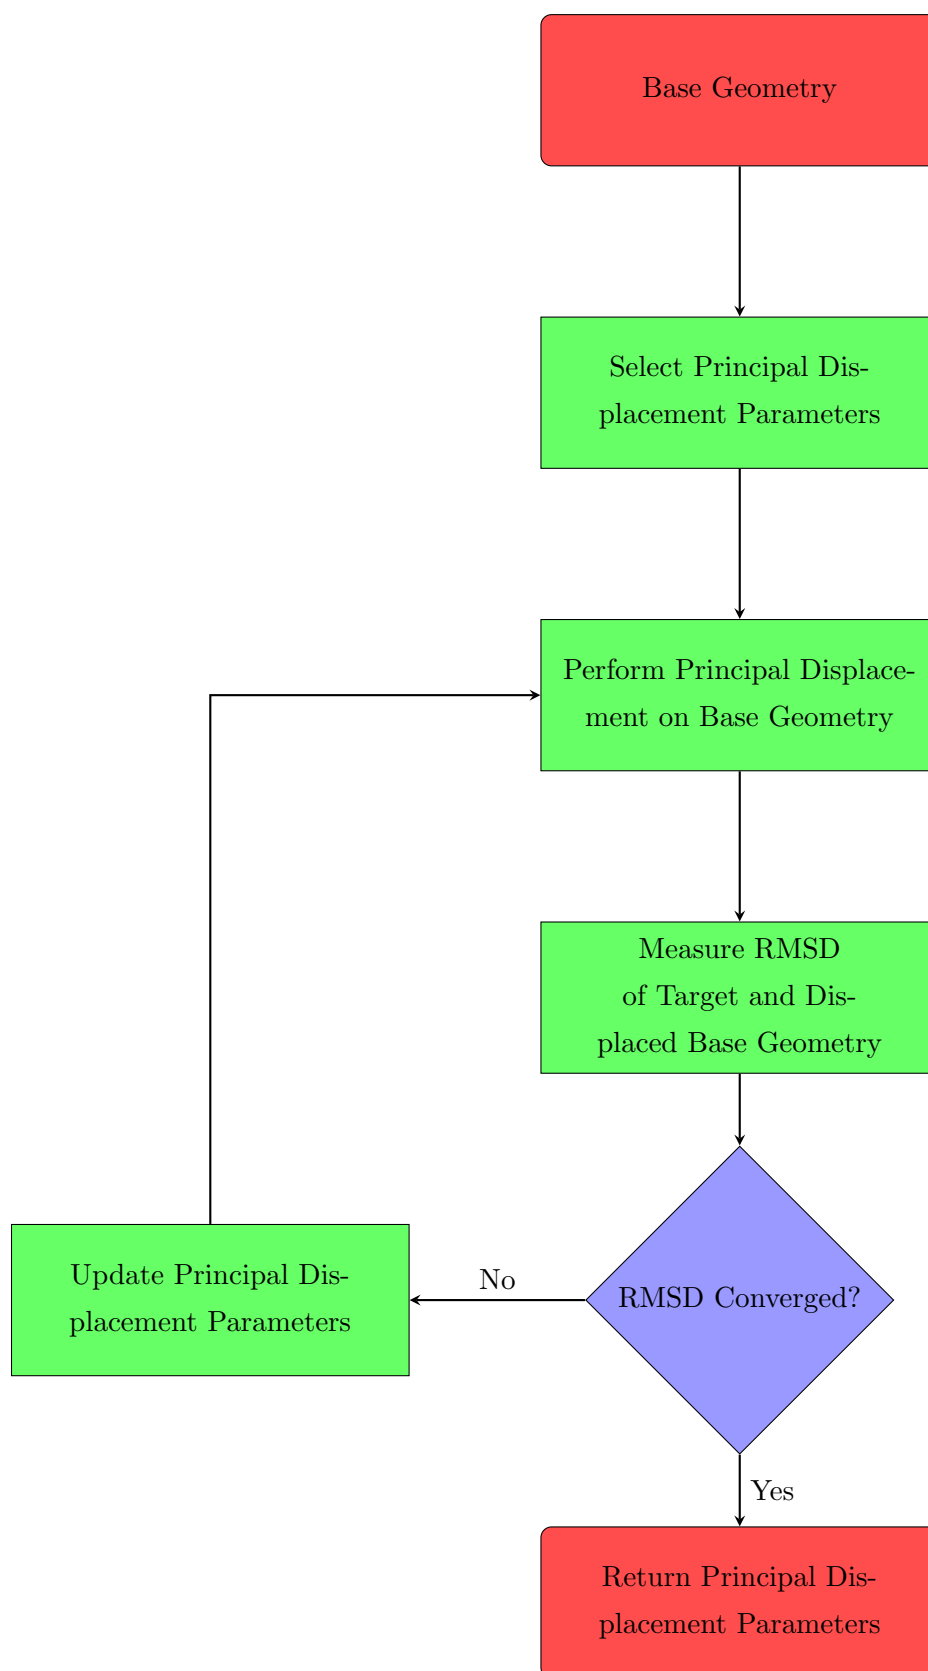 Base Geometry
Select Principal Dis-
placement Parameters
Perform Principal Displace-
ment on Base Geometry
Measure RMSD
of Target and Dis-
placed Base Geometry
Update Principal Dis-
placement Parameters
No
RMSD Converged?
Yes
Return Principal Dis-
placement Parameters